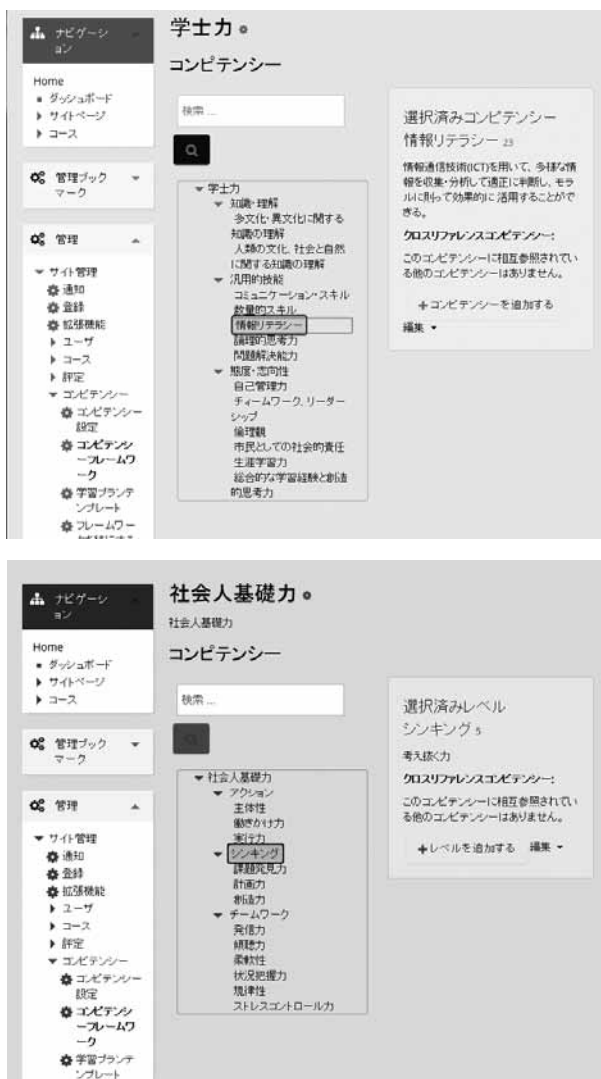 ナビゲーシ
ョン
Home
ダッシュボード
サイトページ
コース
管理ブック
マーク
管理
サイト管理
通知
登録
拡張機能
ユーザ
コース
評定
コンピテンシー
コンピテンシー
設定
コンピテンシ
ーフレームワ
ーク
学習プランテ
ンプレート
フレームワー
学士力
コンピテンシー
検索 ...
学士力
知識・理解
多文化・異文化に関する
知識の理解
人類の文化、社会と自然
に関する知識の理解
汎用的技能
コミュニケーション・スキル
数量的スキル
情報リテラシー
論理的思考力
問題解決能力
態度・志向性
自己管理力
チィームワーク、リーダー
シップ
倫理観
市民としての社会的責任
生涯学習力
総合的な学習経験と創造
的思考力
選択済みコンピテンシー
情報リテラシー 23
情報通信技術(ICT)を用いて、多様な情
報を収集・分析して適正に判断し、モラ
ルに則って効果的に活用することがで
きる。
クロスリファレンスコンピテンシー:
このコンピテンシーに相互参照されてい
る他のコンピテンシーはありません。
+コンピテンシーを追加する
編集
ナビゲーシ
ョン
Home
ダッシュボード
サイトページ
コース
管理ブック
マーク
管理
サイト管理
通知
登録
拡張機能
ユーザ
コース
評定
コンピテンシー
コンピテンシー
設定
コンピテンシ
ーフレームワ
ーク
学習プランテ
ンプレート
社会人基礎力
社会人基礎力
コンピテンシー
検索 ...
社会人基礎力
アクション
主体性
働きかけ力
実行力
シンキング
課題発見力
計画力
創造力
チームワーク
発信力
傾聴力
柔軟性
状況把握力
規律性
ストレスコントロール力
選択済みレベル
シンキング 5
考え抜く力
クロスリファレンスコンピテンシー:
このコンピテンシーに相互参照されてい
る他のコンピテンシーはありません。
+レベルを追加する 編集